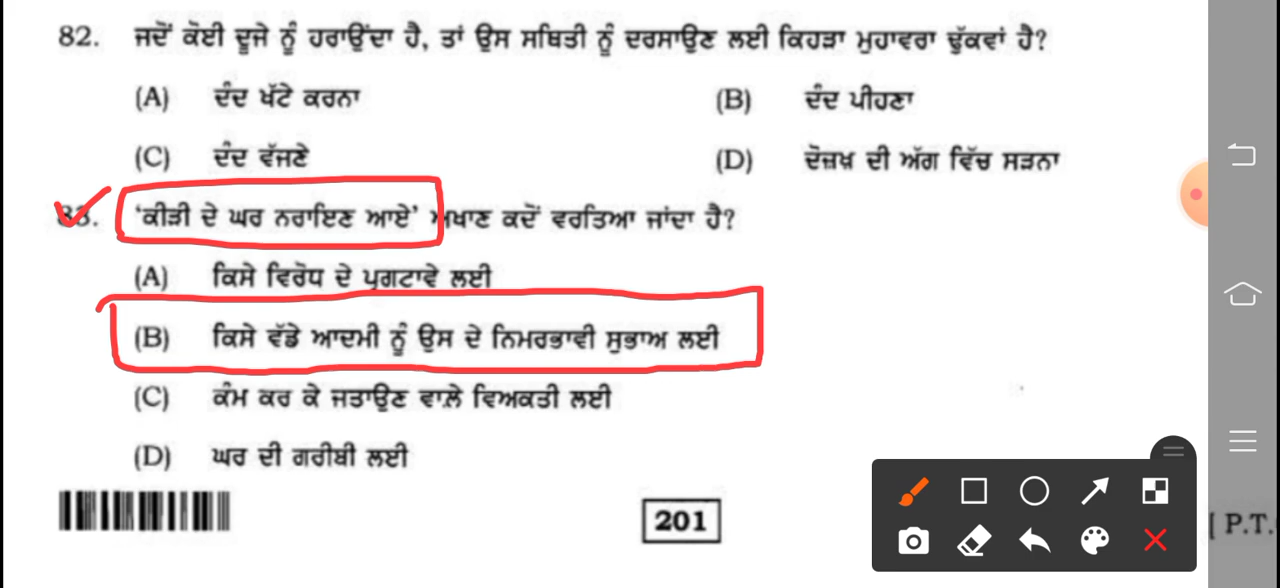 82. ਜਦੋਂ ਕੋਈ ਦੂਜੇ ਨੂੰ ਹਰਾਉਂਦਾ ਹੈ, ਤਾਂ ਉਸ ਸਥਿਤੀ ਨੂੰ ਦਰਸਾਉਣ ਲਈ ਕਿਹੜਾ ਮੁਹਾਵਰਾ ਢੁੱਕਵਾਂ ਹੈ?
(A) ਦੰਦ ਖੱਟੇ ਕਰਨਾ (B) ਦੰਦ ਪੀਹਣਾ
(C) ਦੰਦ ਵੱਜਣੇ (D) ਦੋਜ਼ਖ ਦੀ ਅੱਗ ਵਿੱਚ ਸੜਨਾ
83. ‘ਕੀੜੀ ਦੇ ਘਰ ਨਰਾਇਣ ਆਏ’ ਅਖਾਣ ਕਦੋਂ ਵਰਤਿਆ ਜਾਂਦਾ ਹੈ?
(A) ਕਿਸੇ ਵਿਰੋਧ ਦੇ ਪ੍ਰਗਟਾਵੇ ਲਈ
(B) ਕਿਸੇ ਵੱਡੇ ਆਦਮੀ ਨੂੰ ਉਸ ਦੇ ਨਿਮਰਭਾਵੀ ਸੁਭਾਅ ਲਈ
(C) ਕੰਮ ਕਰ ਕੇ ਜਤਾਉਣ ਵਾਲੇ ਵਿਅਕਤੀ ਲਈ
(D) ਘਰ ਦੀ ਗਰੀਬੀ ਲਈ
201 [ P.T.